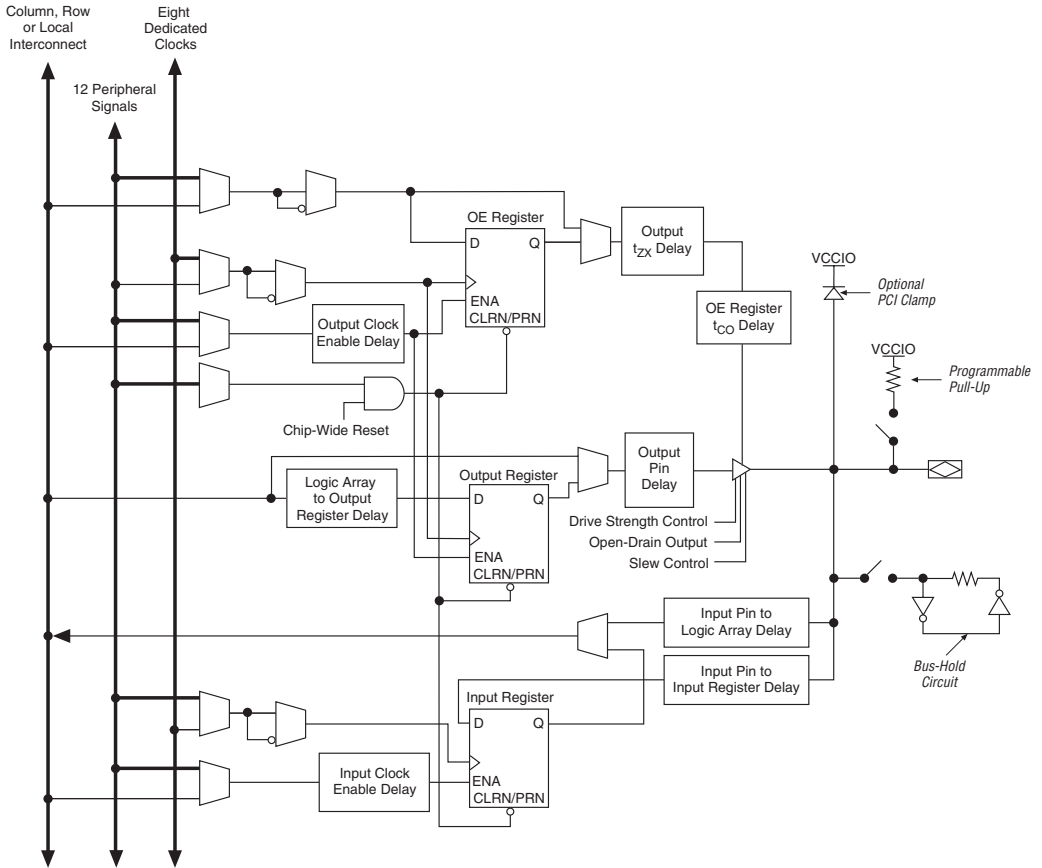 Column, Row
or Local
Interconnect
Eight
Dedicated
Clocks
12 Peripheral
Signals
OE Register
D
Q
ENA
CLRN/PRN
Output
tZX Delay
VCCIO
Optional
PCI Clamp
OE Register
tCO Delay
Output Clock
Enable Delay
VCCIO
Programmable
Pull-Up
Chip-Wide Reset
Output
Pin
Delay
Logic Array
to Output
Register Delay
Output Register
D
Q
ENA
CLRN/PRN
Drive Strength Control
Open-Drain Output
Slew Control
Input Pin to
Logic Array Delay
Input Pin to
Input Register Delay
Bus-Hold
Circuit
Input Register
D
Q
ENA
CLRN/PRN
Input Clock
Enable Delay